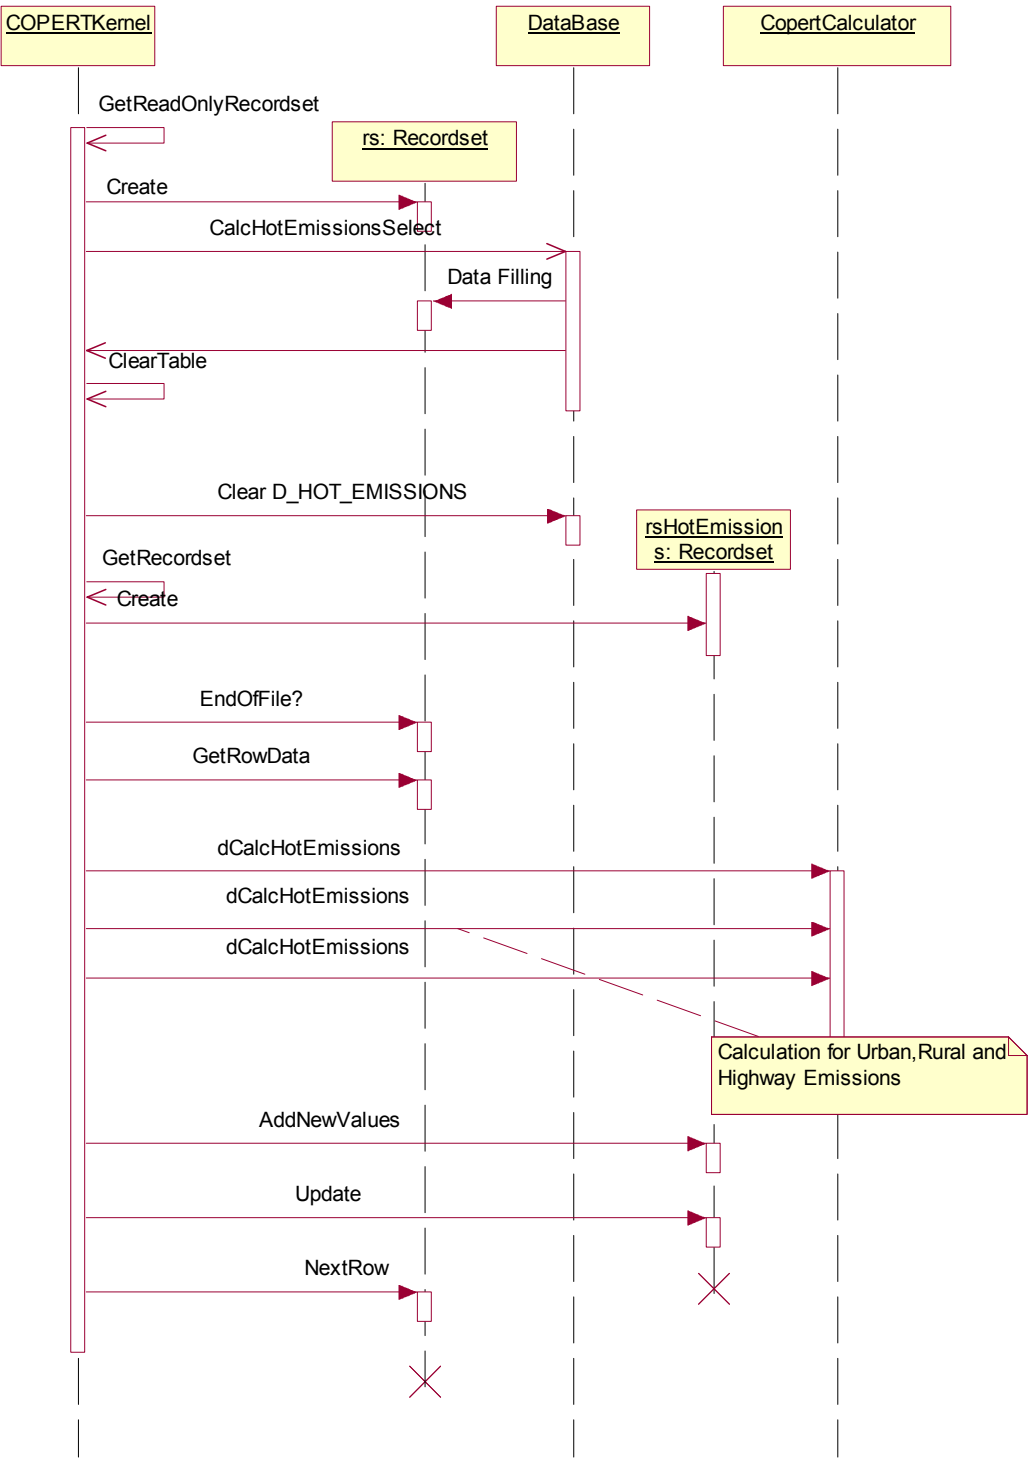 COPERTKernel
DataBase
CopertCalculator
GetReadOnlyRecordset
rs: Recordset
Create
CalcHotEmissionsSelect
Data Filling
ClearTable
Clear D_HOT_EMISSIONS
rsHotEmission
s: Recordset
GetRecordset
Create
EndOfFile?
GetRowData
dCalcHotEmissions
dCalcHotEmissions
dCalcHotEmissions
Calculation for Urban,Rural and
Highway Emissions
AddNewValues
Update
NextRow